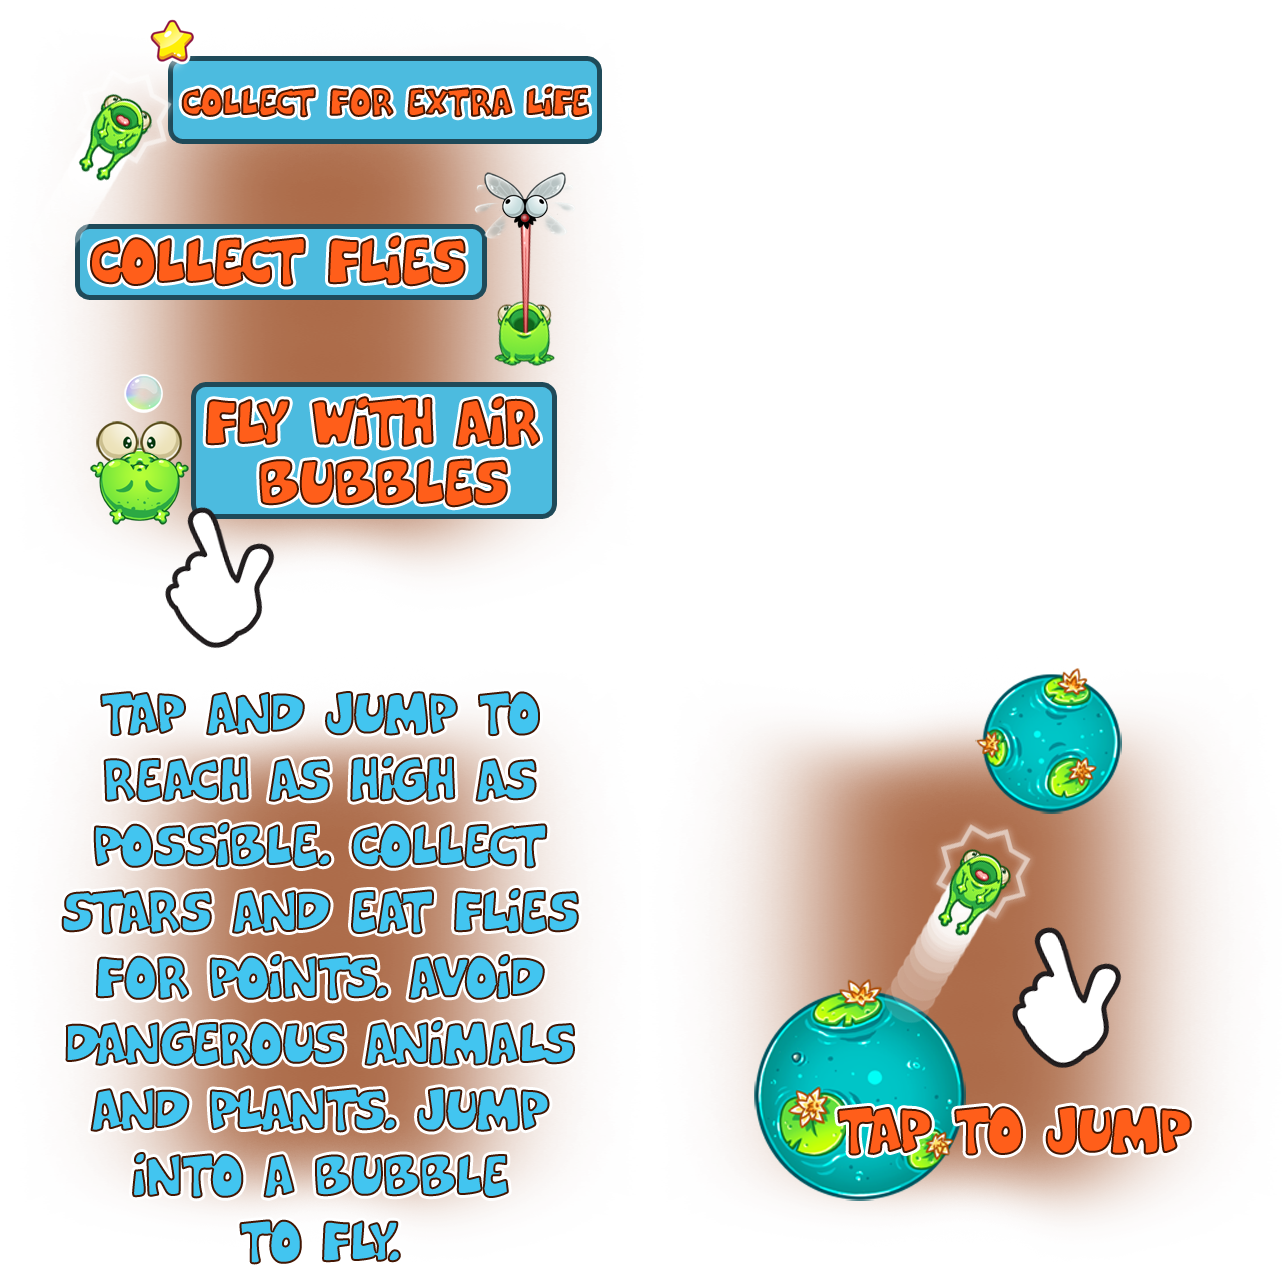 COLLECT FOR EXTRA LiFE
COLLECT FLiES
FLY WiTH AiR
BUBBLES
TAP AND JUMP TO
REACH AS HiGH AS
POSSiBLE. COLLECT
STARS AND EAT FLiES
FOR POiNTS. AVOiD
DANGEROUS ANiMALS
AND PLANTS. JUMP
iNTO A BUBBLE
TO FLY.
TAP TO JUMP